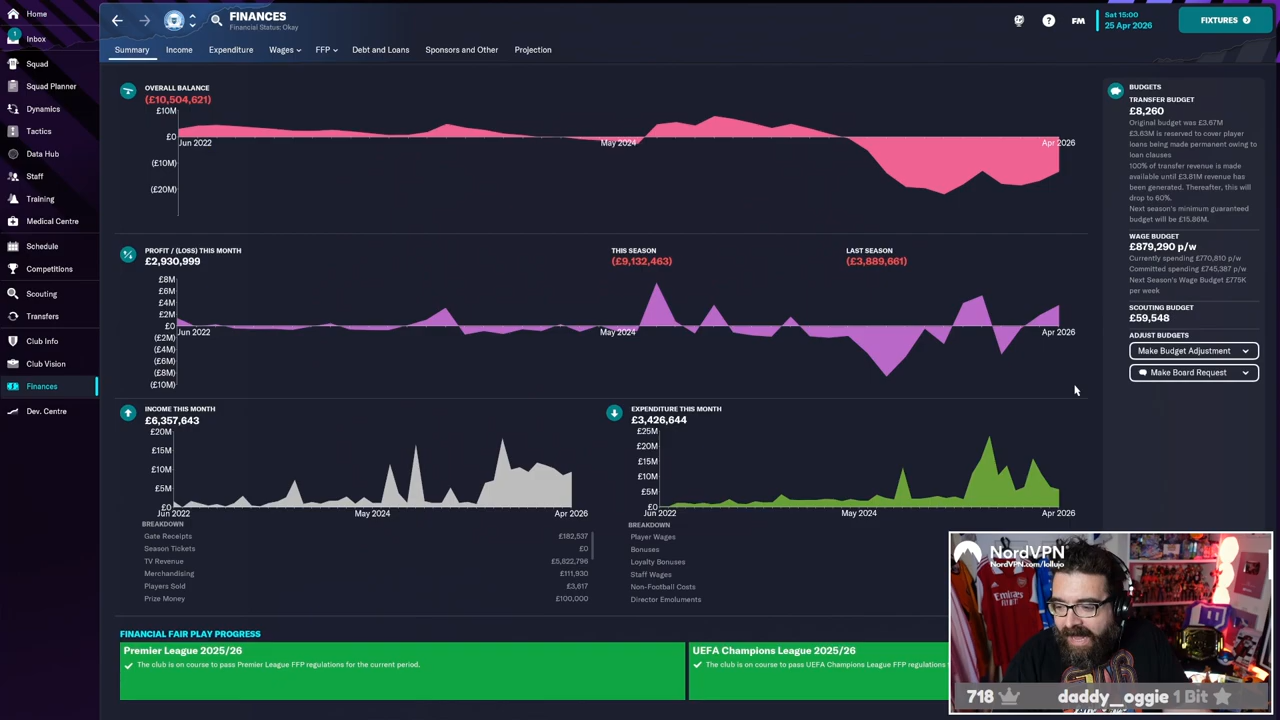 FINANCES
Financial Status: Okay
FM
Sat 15:00
25 Apr 2026
FIXTURES
Home
1
Inbox
Squad
Squad Planner
Dynamics
Tactics
Data Hub
Staff
Training
Medical Centre
Schedule
Competitions
Scouting
Transfers
Club Info
Club Vision
Finances
Dev. Centre
Summary
Income
Expenditure
Wages
FFP
Debt and Loans
Sponsors and Other
Projection
OVERALL BALANCE
(£10,504,621)
£10M
£0
(£10M)
(£20M)
Jun 2022
May 2024
Apr 2026
PROFIT / (LOSS) THIS MONTH
£2,930,999
THIS SEASON
(£9,132,463)
LAST SEASON
(£3,889,661)
£8M
£6M
£4M
£2M
£0
(£2M)
(£4M)
(£6M)
(£8M)
(£10M)
Jun 2022
May 2024
Apr 2026
INCOME THIS MONTH
£6,357,643
£20M
£15M
£10M
£5M
£0
Jun 2022
May 2024
Apr 2026
BREAKDOWN
Gate Receipts £182,537
Season Tickets £0
TV Revenue £5,822,796
Merchandising £111,930
Players Sold £3,617
Prize Money £100,000
EXPENDITURE THIS MONTH
£3,426,644
£25M
£20M
£15M
£10M
£5M
£0
Jun 2022
May 2024
Apr 2026
BREAKDOWN
Player Wages
Bonuses
Loyalty Bonuses
Staff Wages
Non-Football Costs
Director Emoluments
FINANCIAL FAIR PLAY PROGRESS
Premier League 2025/26
The club is on course to pass Premier League FFP regulations for the current period.
UEFA Champions League 2025/26
The club is on course to pass UEFA Champions League FFP regulations
BUDGETS
TRANSFER BUDGET
£8,260
Original budget was £3.67M
£3.63M is reserved to cover player
loans being made permanent owing to
loan clauses
100% of transfer revenue is made
available until £3.81M revenue has
been generated. Thereafter, this will
drop to 60%.
Next season's minimum guaranteed
budget will be £15.86M.
WAGE BUDGET
£879,290 p/w
Currently spending £770,810 p/w
Committed spending £745,387 p/w
Next Season's Wage Budget £775K
per week
SCOUTING BUDGET
£59,548
ADJUST BUDGETS
Make Budget Adjustment
Make Board Request
NordVPN
NordVPN.com/lollujo
Emirates
718
daddy__oggie 1 Bit